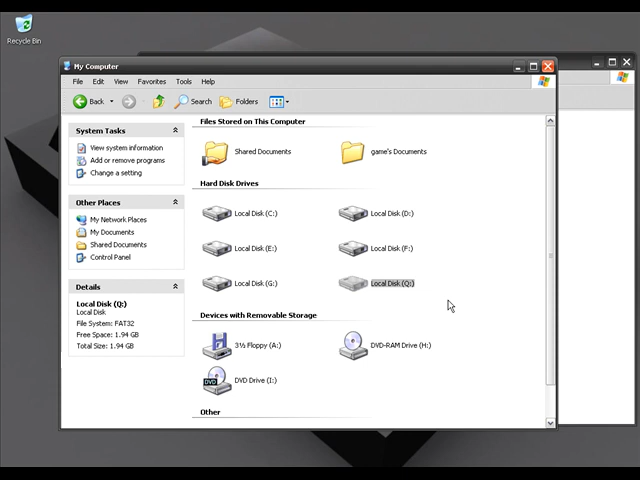 Recycle Bin
My Computer
File Edit View Favorites Tools Help
Back Search Folders
System Tasks
View system information
Add or remove programs
Change a setting
Other Places
My Network Places
My Documents
Shared Documents
Control Panel
Details
Local Disk (Q:)
Local Disk
File System: FAT32
Free Space: 1.94 GB
Total Size: 1.94 GB
Files Stored on This Computer
Shared Documents game's Documents
Hard Disk Drives
Local Disk (C:) Local Disk (D:)
Local Disk (E:) Local Disk (F:)
Local Disk (G:) Local Disk (Q:)
Devices with Removable Storage
3½ Floppy (A:) DVD-RAM Drive (H:)
DVD DVD Drive (I:)
Other